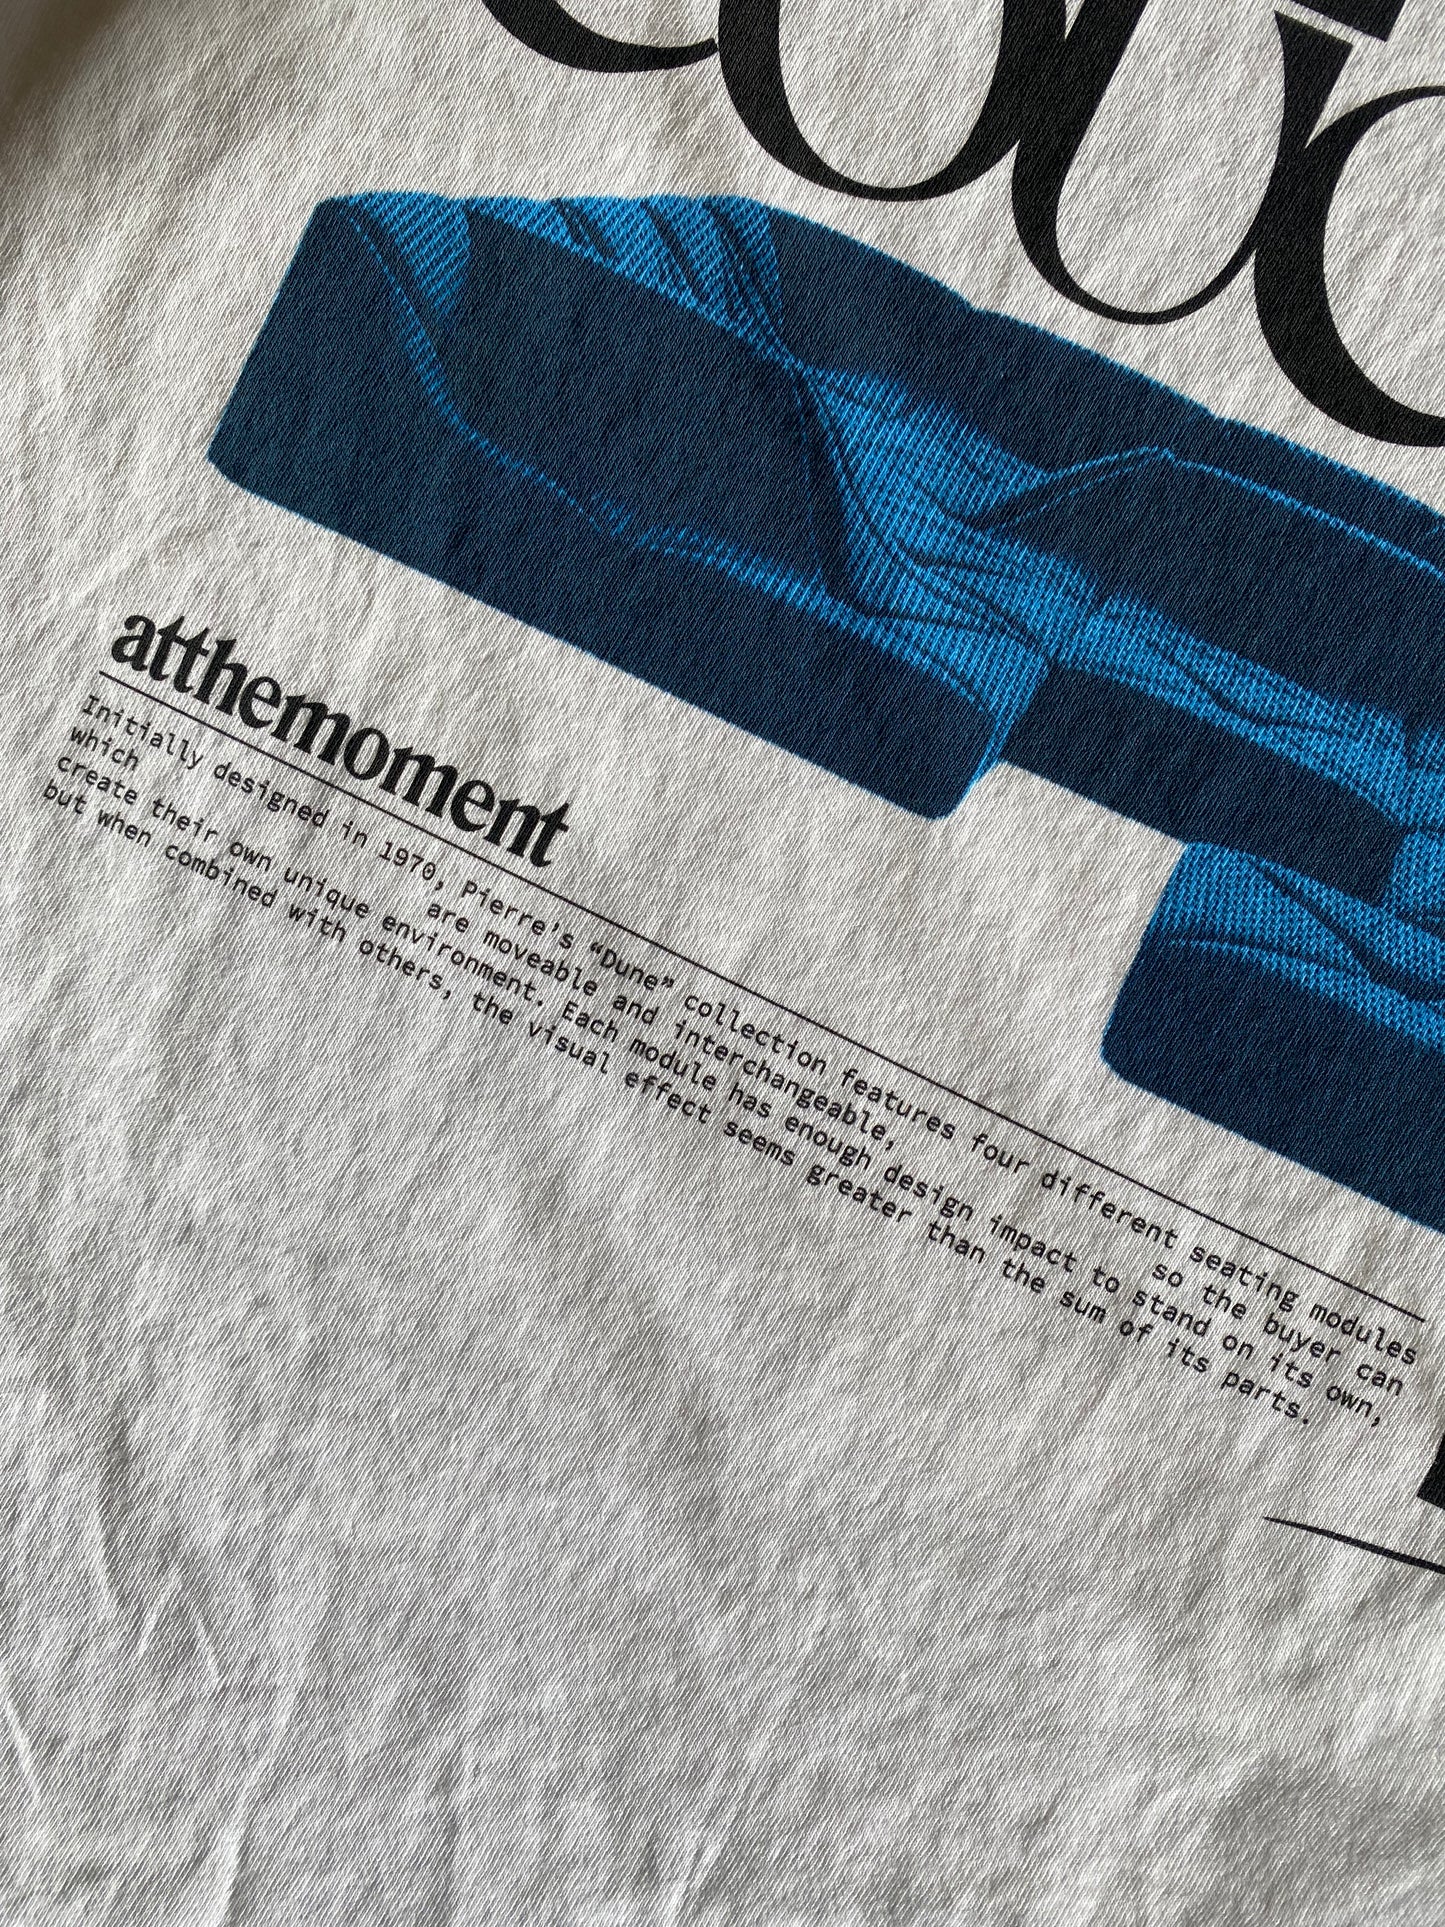 atthemoment
Initially designed in 1970, Pierre's “Dune” collection features four different seating modules
which are moveable and interchangeable, so the buyer can
create their own unique environment. Each module has enough design impact to stand on its own,
but when combined with others, the visual effect seems greater than the sum of its parts.